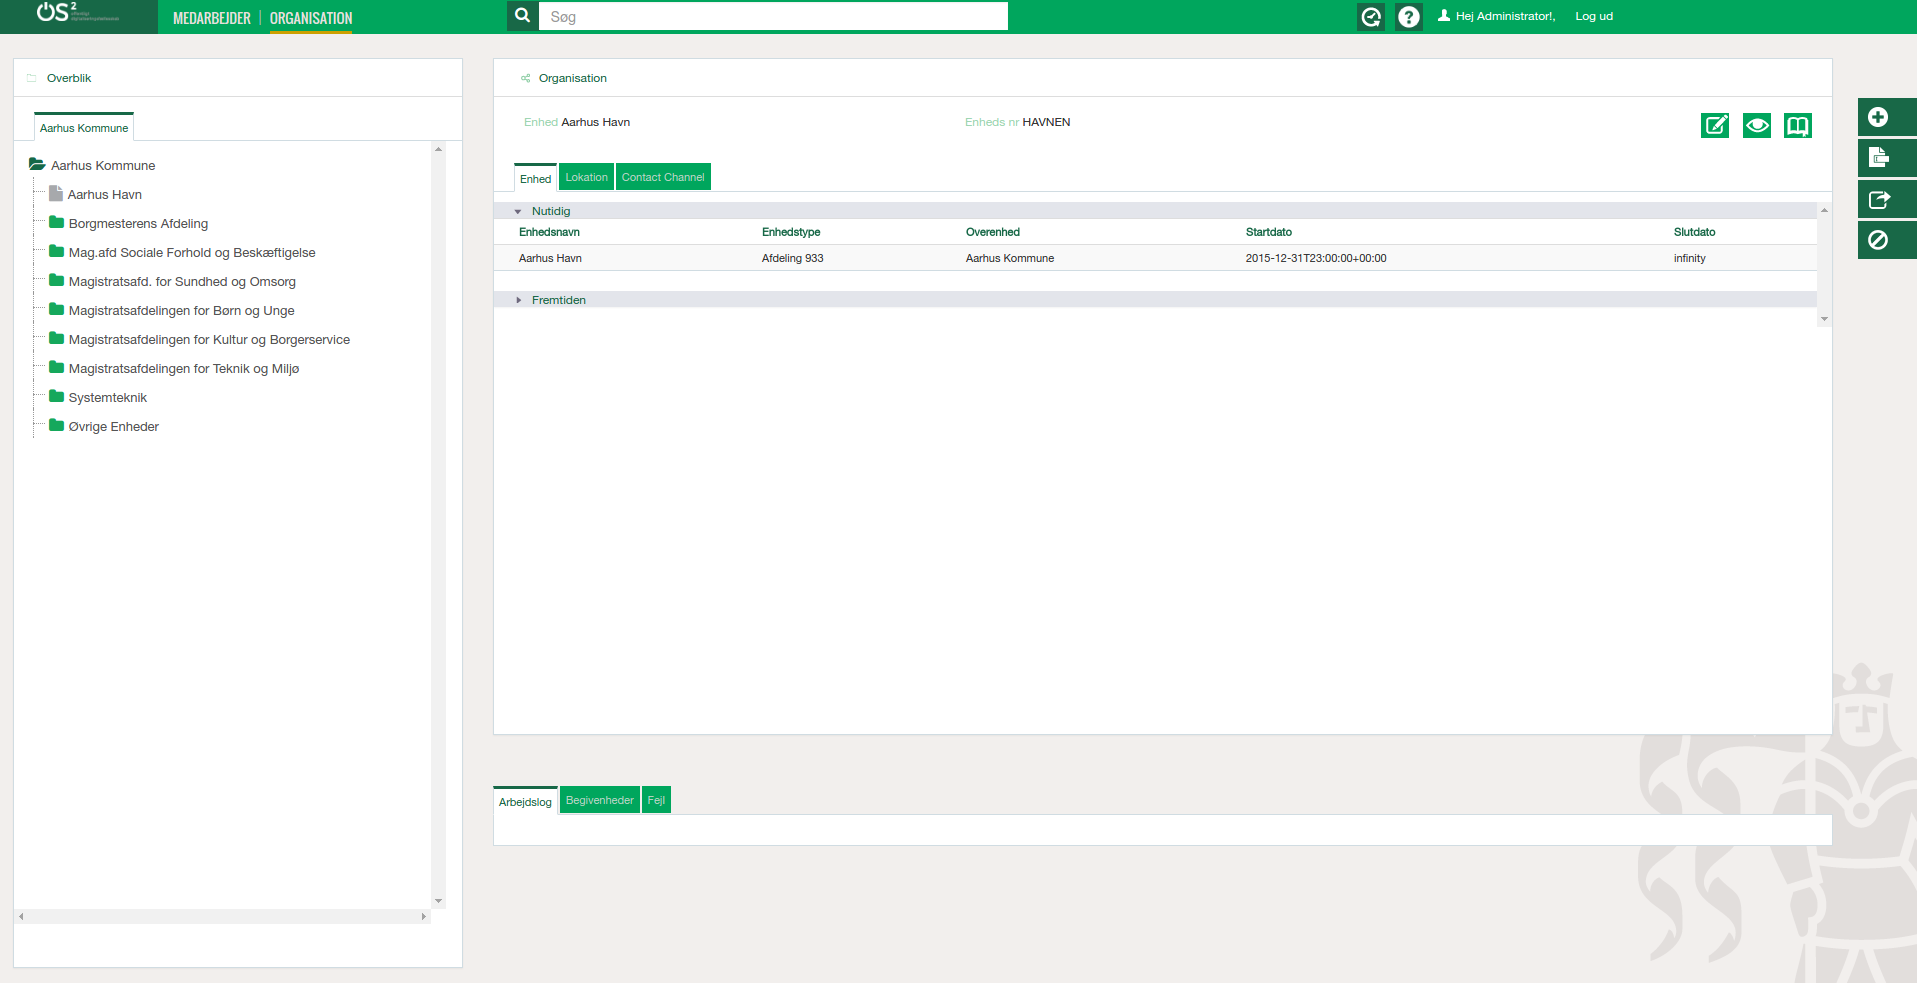 OS2
MEDARBEJDER | ORGANISATION
Søg
Hej Administrator!, Log ud
Overblik
Aarhus Kommune
Aarhus Kommune
Aarhus Havn
Borgmesterens Afdeling
Mag.afd Sociale Forhold og Beskæftigelse
Magistratsafd. for Sundhed og Omsorg
Magistratsafdelingen for Børn og Unge
Magistratsafdelingen for Kultur og Borgerservice
Magistratsafdelingen for Teknik og Miljø
Systemteknik
Øvrige Enheder
Organisation
Enhed Aarhus Havn Enheds nr HAVNEN
Enhed Lokation Contact Channel
Nutidig
Enhedsnavn Enhedstype Overenhed Startdato Slutdato
Aarhus Havn Afdeling 933 Aarhus Kommune 2015-12-31T23:00:00+00:00 infinity
Fremtiden
Arbejdslog Begivenheder Fejl